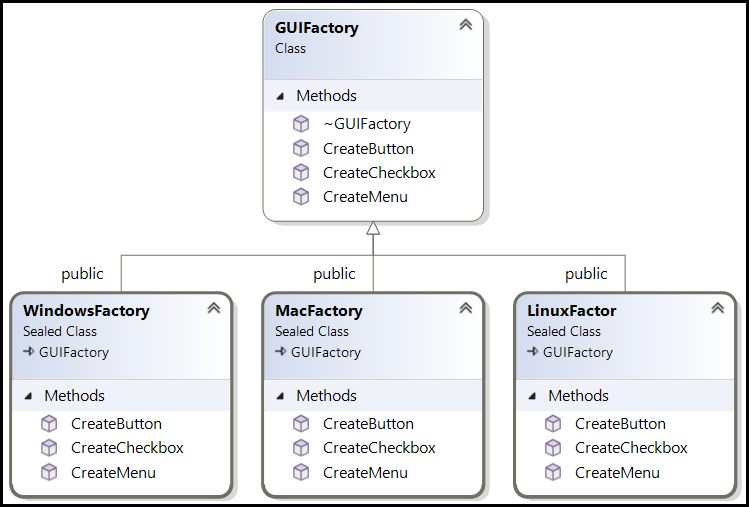 GUIFactory
Class
Methods
~GUIFactory
CreateButton
CreateCheckbox
CreateMenu
public
public
public
WindowsFactory
Sealed Class
GUIFactory
Methods
CreateButton
CreateCheckbox
CreateMenu
MacFactory
Sealed Class
GUIFactory
Methods
CreateButton
CreateCheckbox
CreateMenu
LinuxFactor
Sealed Class
GUIFactory
Methods
CreateButton
CreateCheckbox
CreateMenu